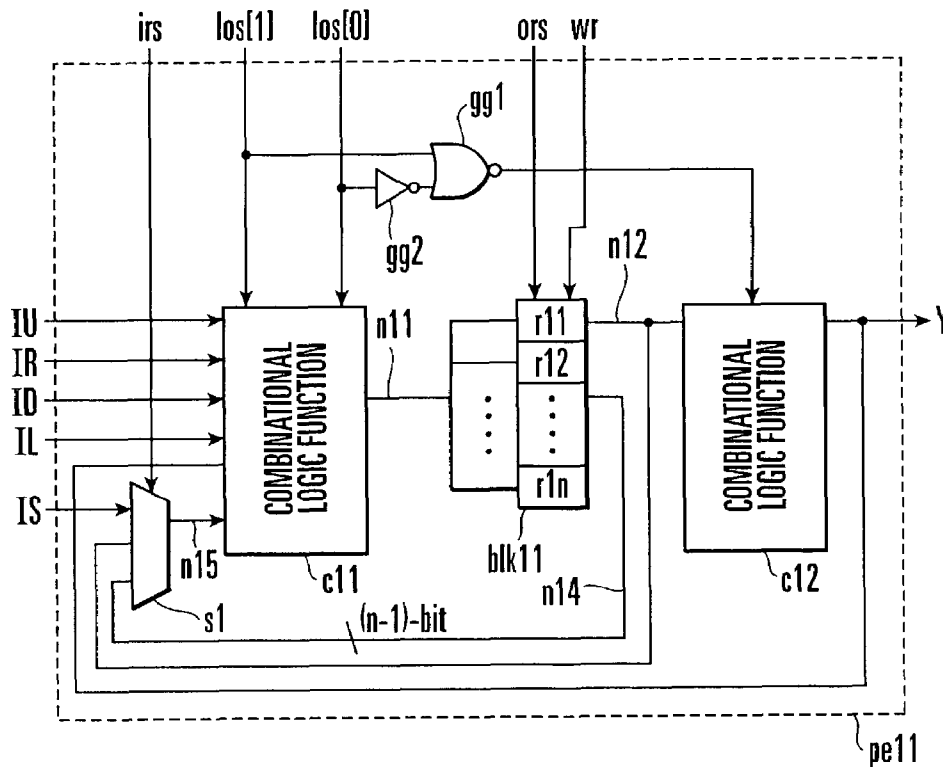 irs los[1] los[0] ors wr
gg1
gg2
n12
IU
IR
ID
IL
IS
n11
r11
r12
r1n
COMBINATIONAL
LOGIC FUNCTION
COMBINATIONAL
LOGIC FUNCTION
Y
n15
c11
blk11
c12
s1
n14
(n-1)-bit
pe11